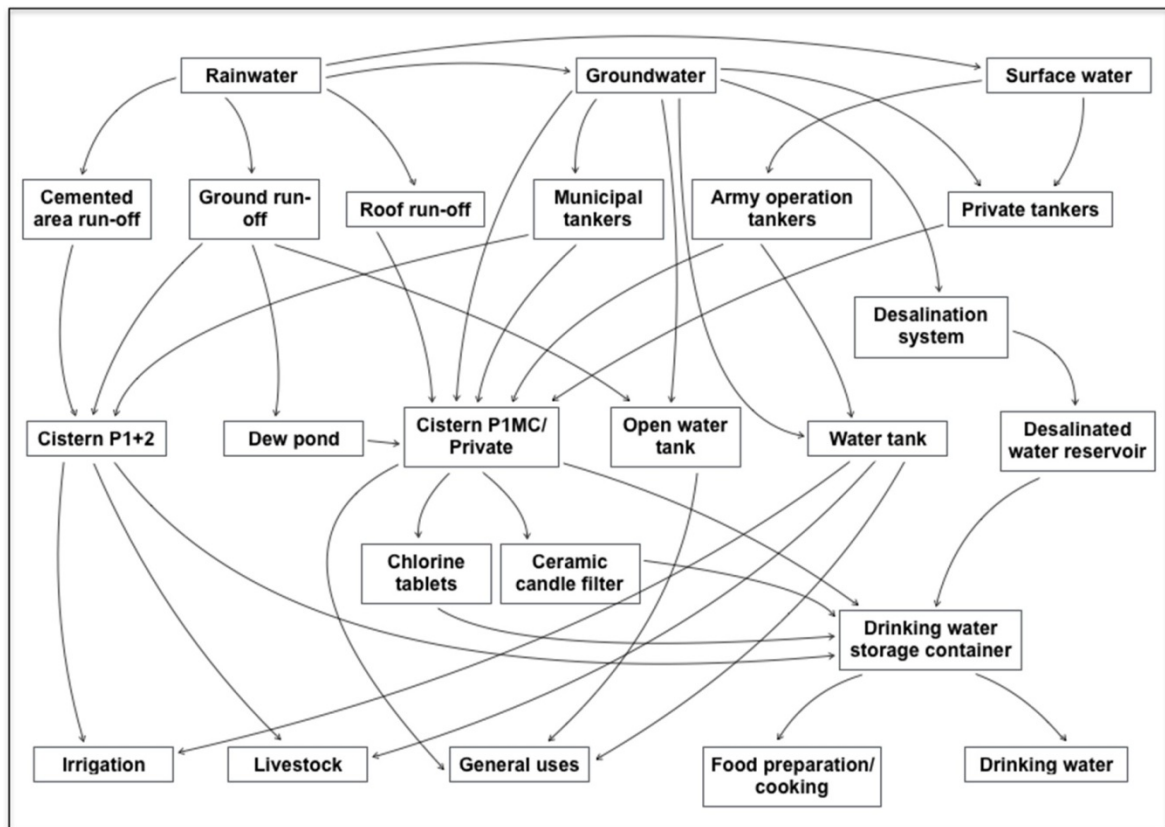 Rainwater
Groundwater
Surface water
Cemented
area run-off
Ground run-
off
Roof run-off
Municipal
tankers
Army operation
tankers
Private tankers
Desalination
system
Cistern P1+2
Dew pond
Cistern P1MC/
Private
Open water
tank
Water tank
Desalinated
water reservoir
Chlorine
tablets
Ceramic
candle filter
Drinking water
storage container
Irrigation
Livestock
General uses
Food preparation/
cooking
Drinking water